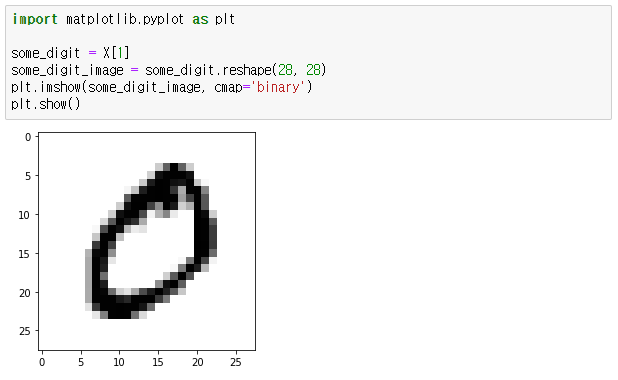 import matplotlib.pyplot as plt
some_digit = X[1]
some_digit_image = some_digit.reshape(28, 28)
plt.imshow(some_digit_image, cmap='binary')
plt.show()
0
5
10
15
20
25
0 5 10 15 20 25